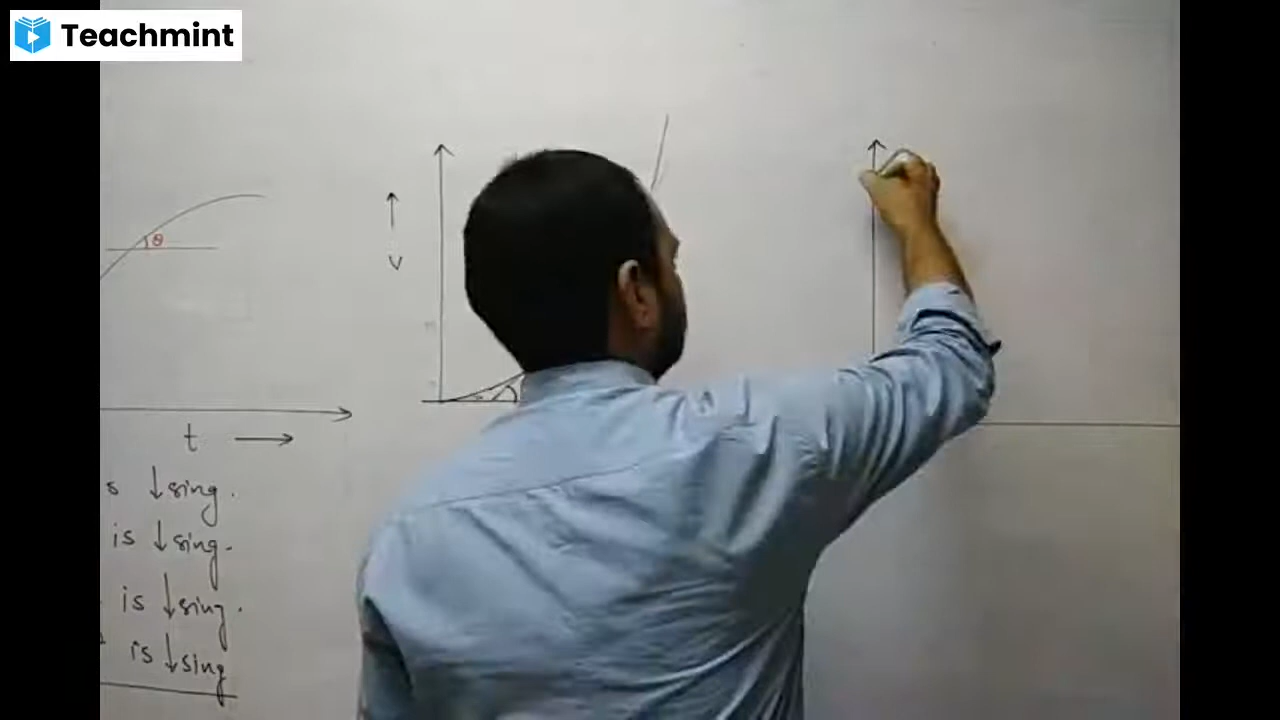 Teachmint
θ
V
t
s ↓sing.
is ↓sing.
is ↓sing.
is ↓sing